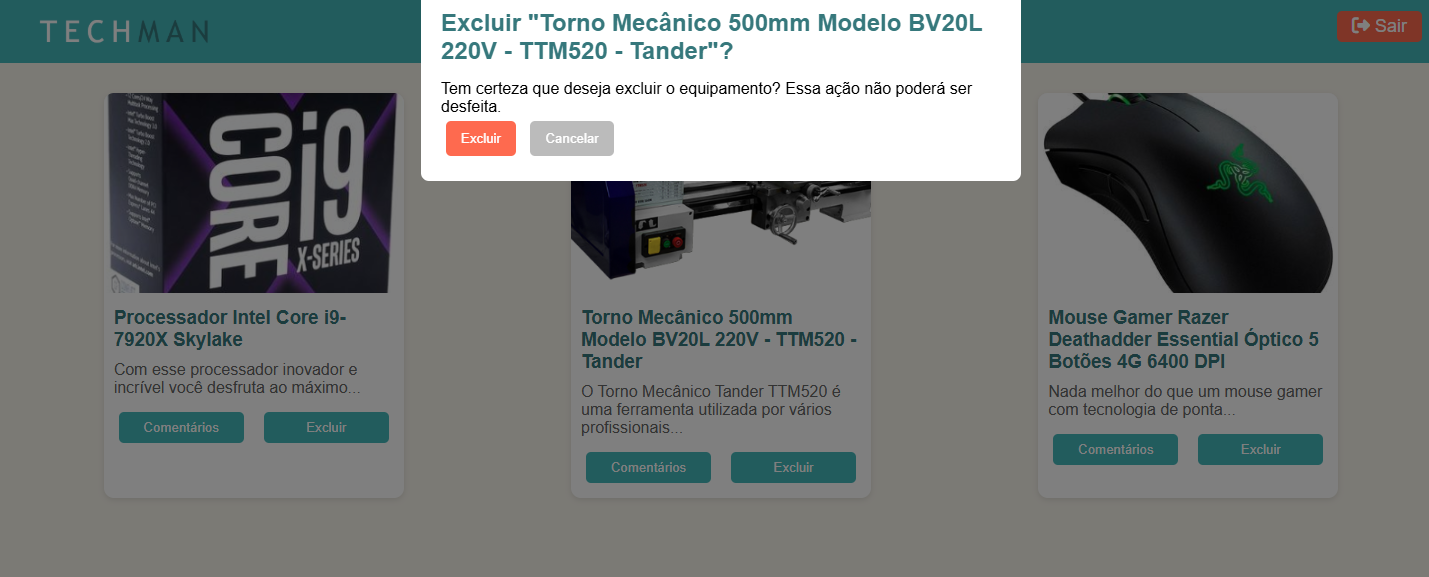 TECHMAN
Sair
Excluir "Torno Mecânico 500mm Modelo BV20L
220V - TTM520 - Tander"?
Tem certeza que deseja excluir o equipamento? Essa ação não poderá ser
desfeita.
Excluir
Cancelar
CORE
i9
X-SERIES
Processador Intel Core i9-
7920X Skylake
Com esse processador inovador e
incrível você desfruta ao máximo...
Comentários
Excluir
Torno Mecânico 500mm
Modelo BV20L 220V - TTM520 -
Tander
O Torno Mecânico Tander TTM520 é
uma ferramenta utilizada por vários
profissionais...
Comentários
Excluir
Mouse Gamer Razer
Deathadder Essential Óptico 5
Botões 4G 6400 DPI
Nada melhor do que um mouse gamer
com tecnologia de ponta...
Comentários
Excluir